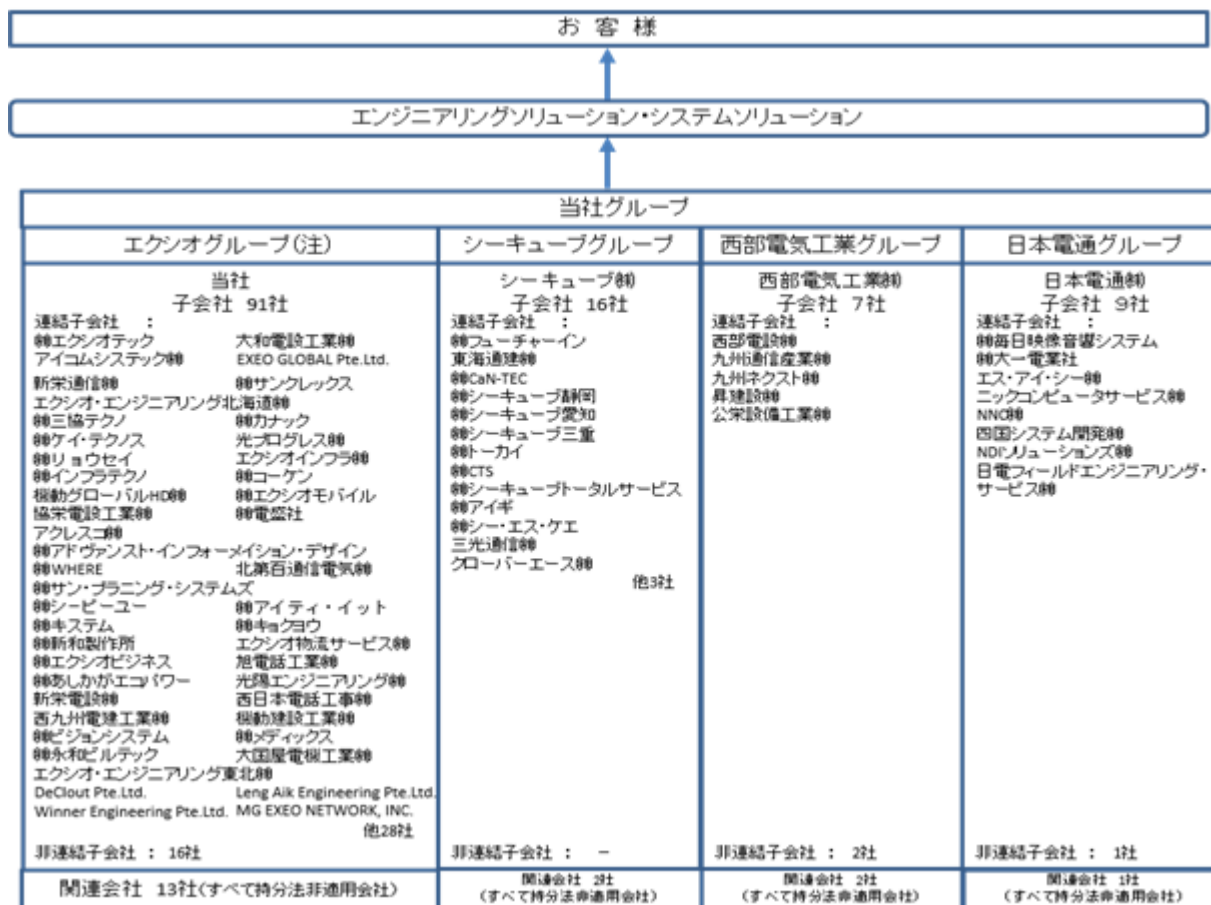 お 客 様
エンジニアリングソリューション・システムソリューション
当社グループ
エクシオグループ(注)
当社
子会社 91社
連結子会社 :
㈱エクシオテック 大和電設工業㈱
アイコムシステック㈱ EXEO GLOBAL Pte.Ltd.
新栄通信㈱ ㈱サンクレックス
エクシオ・エンジニアリング北海道㈱
㈱三協テクノ ㈱カナック
㈱ケイ・テクノス 光プログレス㈱
㈱リョウセイ エクシオインフラ㈱
㈱インフラテクノ ㈱コーケン
機動グローバルHD㈱ ㈱エクシオモバイル
協栄電設工業㈱ ㈱電盛社
アクレスコ㈱
㈱アドヴァンスト・インフォーメイション・デザイン
㈱WHERE 北第百通信電気㈱
㈱サン・プラニング・システムズ
㈱シーピーユー ㈱アイティ・イット
㈱キステム ㈱キョクヨウ
㈱新和製作所 エクシオ物流サービス㈱
㈱エクシオビジネス 旭電話工業㈱
㈱あしかがエコパワー 光陽エンジニアリング㈱
新栄電設㈱ 西日本電話工事㈱
西九州電建工業㈱ 機動建設工業㈱
㈱ビジョンシステム ㈱メディックス
㈱永和ビルテック 大国屋電機工業㈱
エクシオ・エンジニアリング東北㈱
DeClout Pte.Ltd. Leng Aik Engineering Pte.Ltd.
Winner Engineering Pte.Ltd. MG EXEO NETWORK, INC.
他28社
非連結子会社 : 16社
関連会社 13社(すべて持分法非適用会社)
シーキューブグループ
シーキューブ㈱
子会社 16社
連結子会社 :
㈱フューチャーイン
東海通建㈱
㈱CaN-TEC
㈱シーキューブ静岡
㈱シーキューブ愛知
㈱シーキューブ三重
㈱トーカイ
㈱CTS
㈱シーキューブトータルサービス
㈱アイギ
㈱シー・エス・ケエ
三光通信㈱
クローバーエース㈱
他3社
非連結子会社 : －
関連会社 2社
(すべて持分法非適用会社)
西部電気工業グループ
西部電気工業㈱
子会社 7社
連結子会社 :
西部電設㈱
九州通信産業㈱
九州ネクスト㈱
昇建設㈱
公栄設備工業㈱
非連結子会社 : 2社
関連会社 2社
(すべて持分法非適用会社)
日本電通グループ
日本電通㈱
子会社 9社
連結子会社 :
㈱毎日映像音響システム
㈱大一電業社
エス・アイ・シー㈱
ニックコンピュータサービス㈱
NNC㈱
四国システム開発㈱
NDIソリューションズ㈱
日電フィールドエンジニアリング・
サービス㈱
非連結子会社 : 1社
関連会社 1社
(すべて持分法非適用会社)